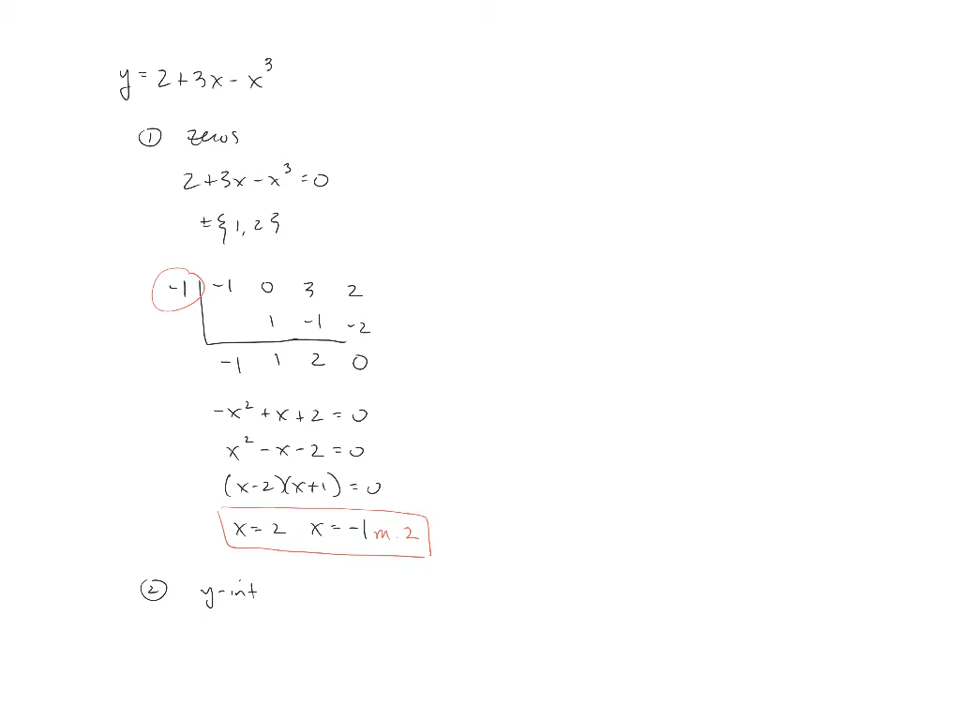 y = 2 + 3x - x³
① zeros
2 + 3x - x³ = 0
± { 1, 2 }
-1 | -1 0 3 2
1 -1 -2
-1 1 2 0
-x² + x + 2 = 0
x² - x - 2 = 0
(x-2)(x+1) = 0
x = 2 x = -1 m. 2
② y-int